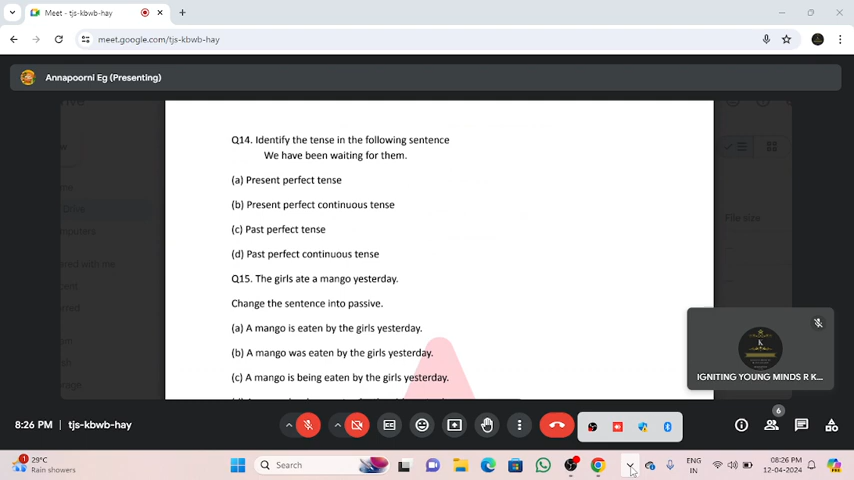 Meet - tjs-kbwb-hay
meet.google.com/tjs-kbwb-hay
Annapoorni Eg (Presenting)
Q14. Identify the tense in the following sentence
We have been waiting for them.
(a) Present perfect tense
(b) Present perfect continuous tense
(c) Past perfect tense
(d) Past perfect continuous tense
Q15. The girls ate a mango yesterday.
Change the sentence into passive.
(a) A mango is eaten by the girls yesterday.
(b) A mango was eaten by the girls yesterday.
(c) A mango is being eaten by the girls yesterday.
File size
K
IGNITING YOUNG MINDS R K...
8:26 PM | tjs-kbwb-hay
6
29°C
Rain showers
Search
ENG
IN
08:26 PM
12-04-2024